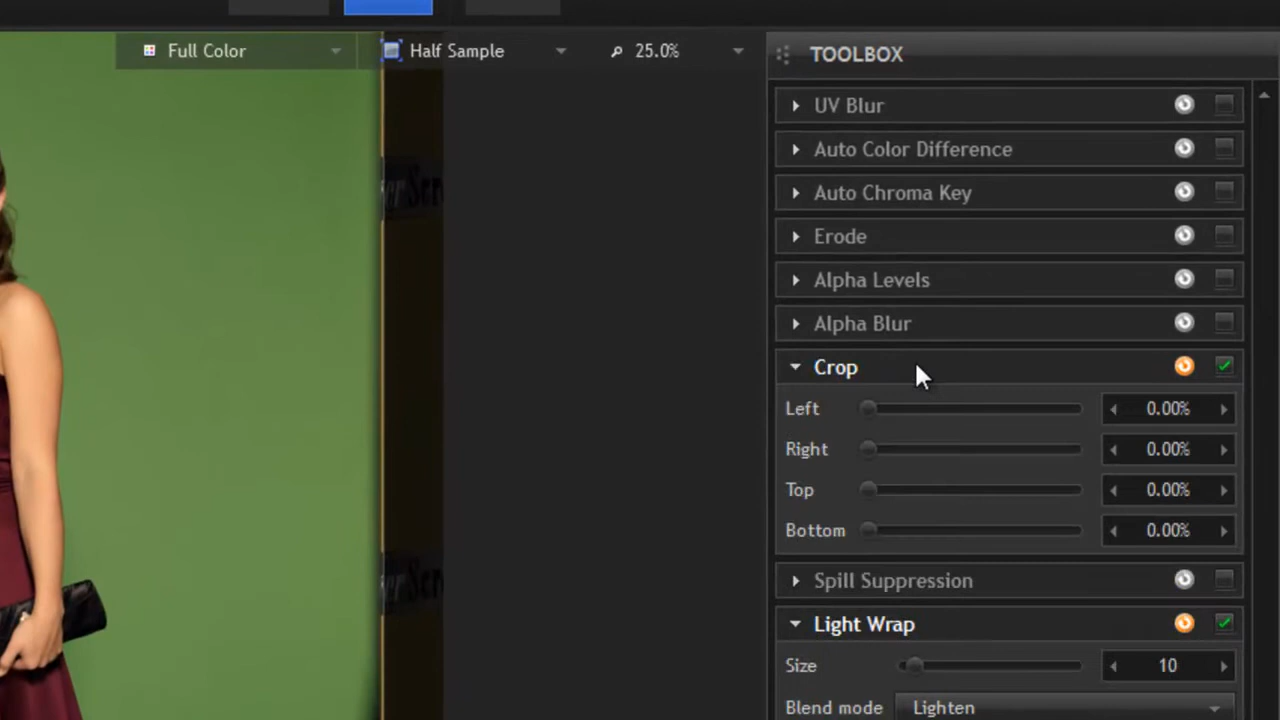 Full Color
Half Sample
25.0%
TOOLBOX
UV Blur
Auto Color Difference
Auto Chroma Key
Erode
Alpha Levels
Alpha Blur
Crop
Left 0.00%
Right 0.00%
Top 0.00%
Bottom 0.00%
Spill Suppression
Light Wrap
Size 10
Blend mode Lighten